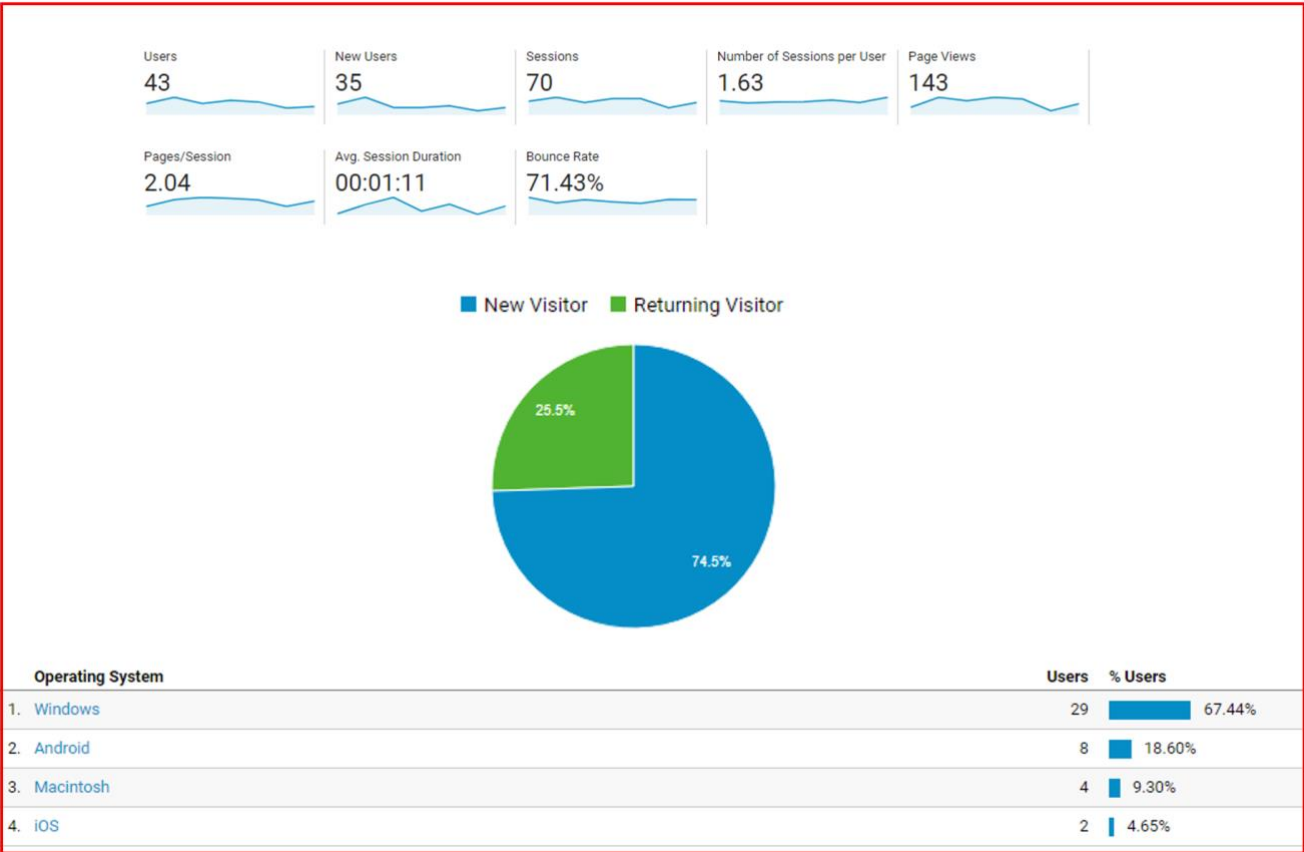 Users New Users Sessions Number of Sessions per User Page Views
43 35 70 1.63 143
Pages/Session Avg. Session Duration Bounce Rate
2.04 00:01:11 71.43%
New Visitor Returning Visitor
25.5%
74.5%
Operating System Users % Users
1. Windows 29 67.44%
2. Android 8 18.60%
3. Macintosh 4 9.30%
4. iOS 2 4.65%